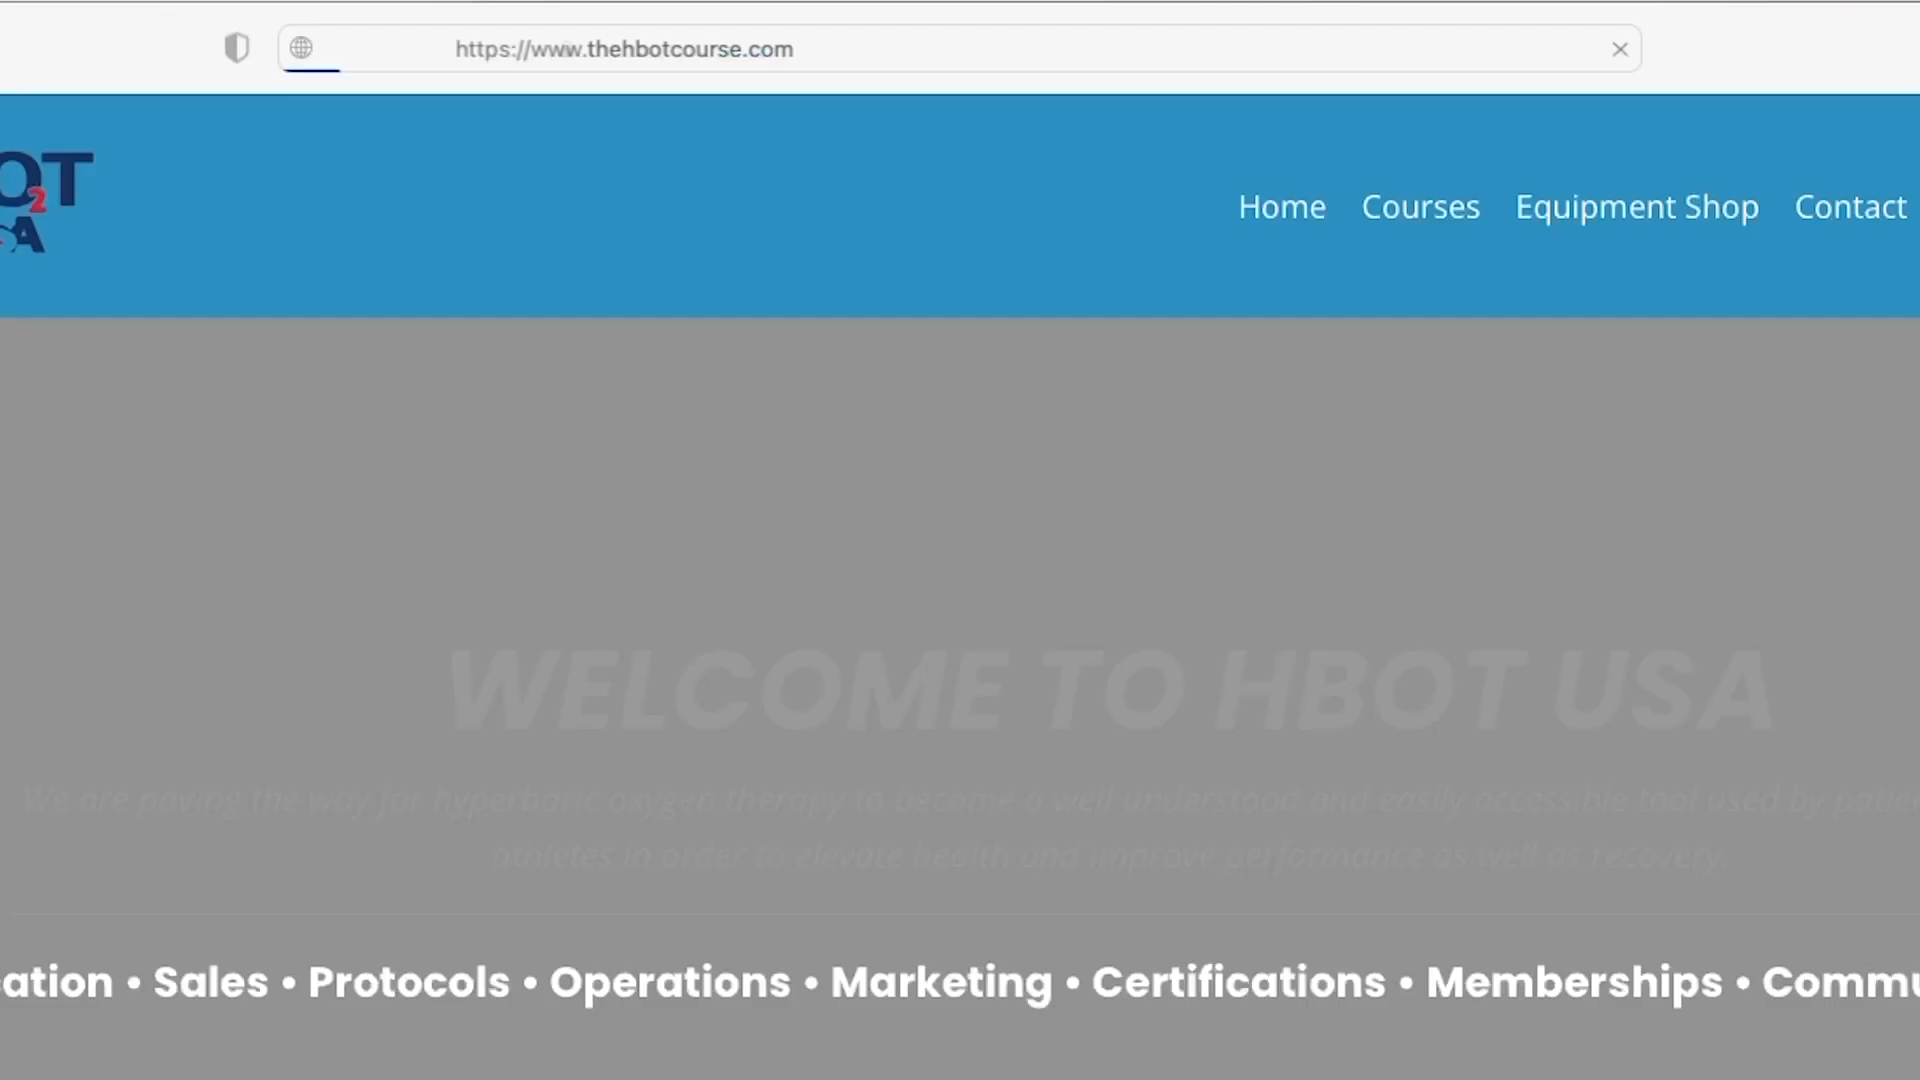 https://www.thehbotcourse.com
O2T
SA
Home Courses Equipment Shop Contact
WELCOME TO HBOT USA
We are paving the way for hyperbaric oxygen therapy to become a well understood and easily accessible tool used by
athletes in order to elevate health and improve performance as well as recovery.
ation • Sales • Protocols • Operations • Marketing • Certifications • Memberships • Commu